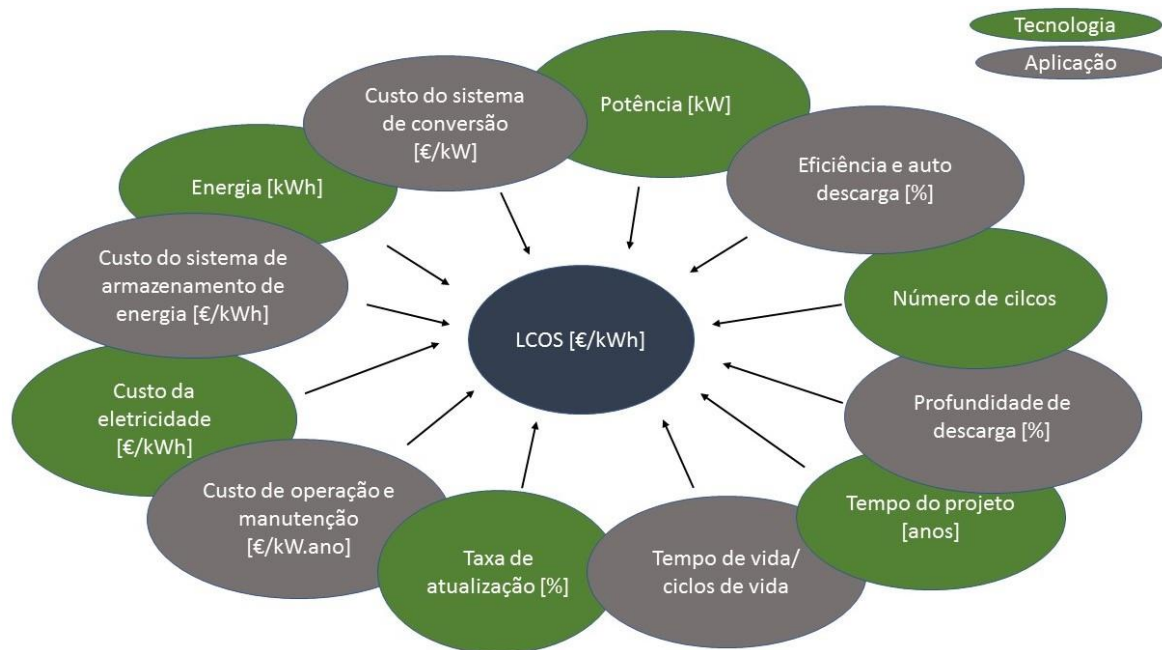 Tecnologia
Aplicação
Custo do sistema
de conversão
[€/kW]
Potência [kW]
Eficiência e auto
descarga [%]
Energia [kWh]
Custo do sistema de
armazenamento de
energia [€/kWh]
Número de cilcos
LCOS [€/kWh]
Custo da
eletricidade
[€/kWh]
Profundidade de
descarga [%]
Custo de operação e
manutenção
[€/kW.ano]
Tempo do projeto
[anos]
Taxa de
atualização [%]
Tempo de vida/
ciclos de vida